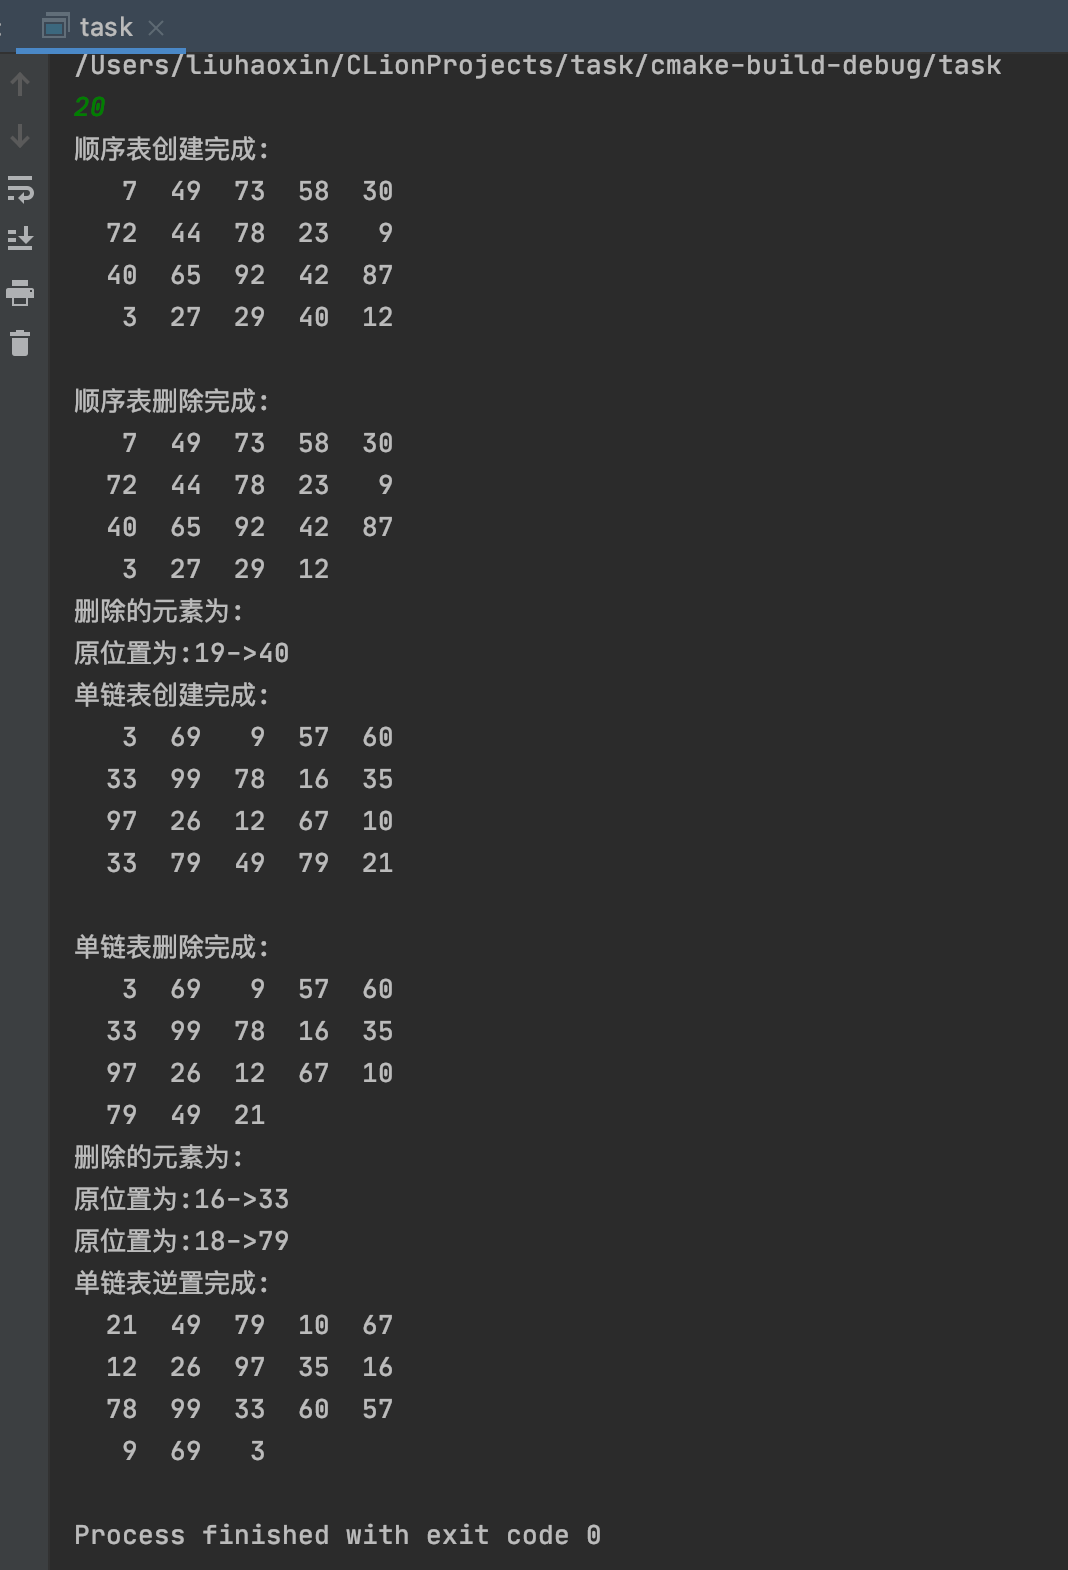 task
/Users/liuhaoxin/CLionProjects/task/cmake-build-debug/task
20
顺序表创建完成:
7 49 73 58 30
72 44 78 23 9
40 65 92 42 87
3 27 29 40 12
顺序表删除完成:
7 49 73 58 30
72 44 78 23 9
40 65 92 42 87
3 27 29 12
删除的元素为:
原位置为:19->40
单链表创建完成:
3 69 9 57 60
33 99 78 16 35
97 26 12 67 10
33 79 49 79 21
单链表删除完成:
3 69 9 57 60
33 99 78 16 35
97 26 12 67 10
79 49 21
删除的元素为:
原位置为:16->33
原位置为:18->79
单链表逆置完成:
21 49 79 10 67
12 26 97 35 16
78 99 33 60 57
9 69 3
Process finished with exit code 0